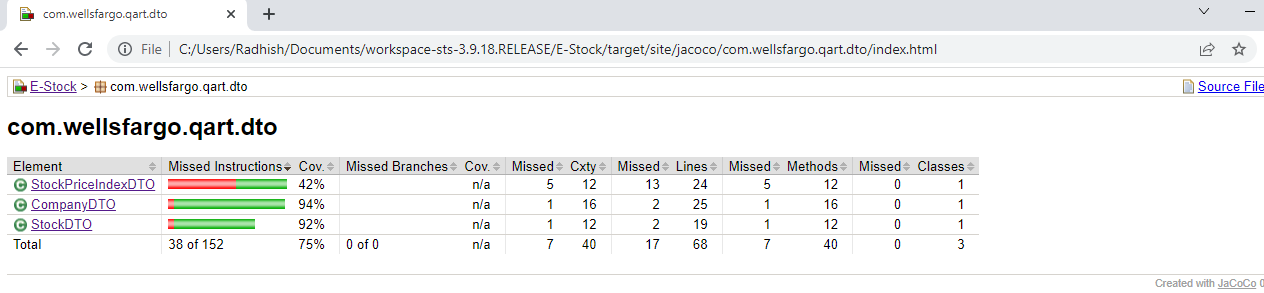 com.wellsfargo.qart.dto
File C:/Users/Radhish/Documents/workspace-sts-3.9.18.RELEASE/E-Stock/target/site/jacoco/com.wellsfargo.qart.dto/index.html
E-Stock > com.wellsfargo.qart.dto Source File
com.wellsfargo.qart.dto
Element Missed Instructions Cov. Missed Branches Cov. Missed Cxty Missed Lines Missed Methods Missed Classes
StockPriceIndexDTO 42% n/a 5 12 13 24 5 12 0 1
CompanyDTO 94% n/a 1 16 2 25 1 16 0 1
StockDTO 92% n/a 1 12 2 19 1 12 0 1
Total 38 of 152 75% 0 of 0 n/a 7 40 17 68 7 40 0 3
Created with JaCoCo 0